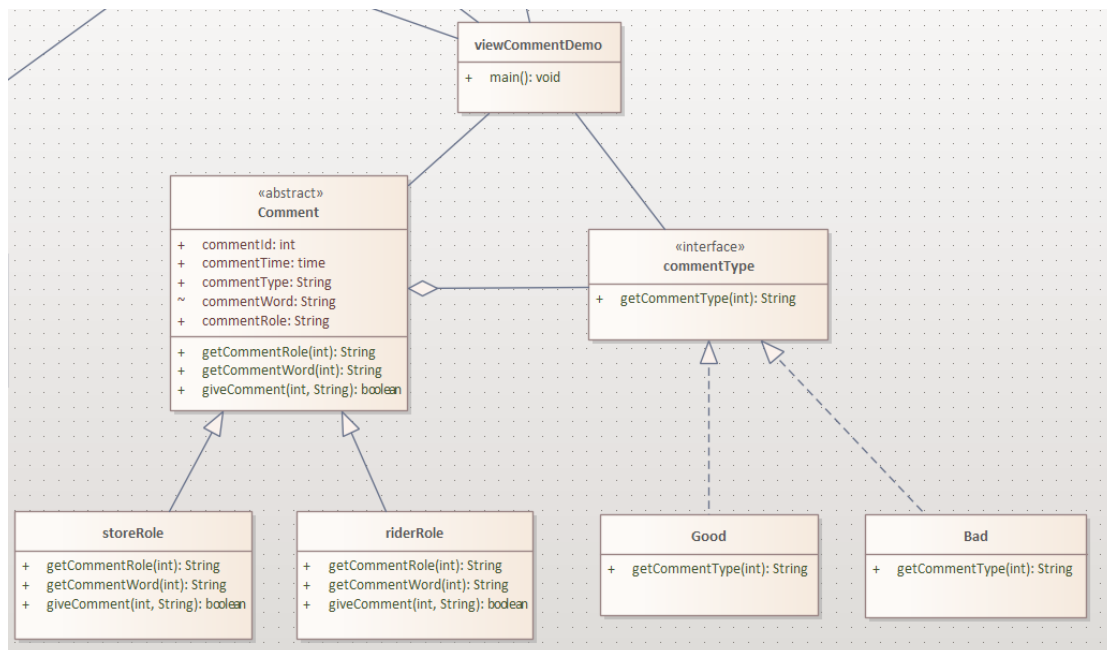 viewCommentDemo
+ main(): void
«abstract»
Comment
+ commentId: int
+ commentTime: time
+ commentType: String
~ commentWord: String
+ commentRole: String
+ getCommentRole(int): String
+ getCommentWord(int): String
+ giveComment(int, String): boolean
«interface»
commentType
+ getCommentType(int): String
storeRole
+ getCommentRole(int): String
+ getCommentWord(int): String
+ giveComment(int, String): boolean
riderRole
+ getCommentRole(int): String
+ getCommentWord(int): String
+ giveComment(int, String): boolean
Good
+ getCommentType(int): String
Bad
+ getCommentType(int): String